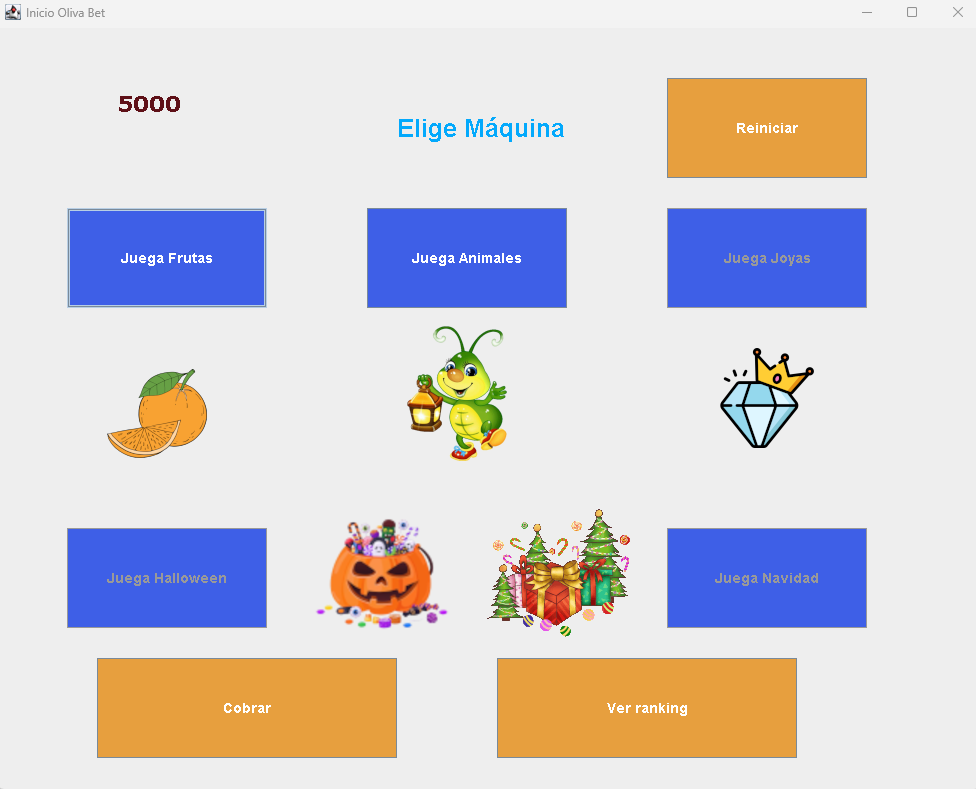 Inicio Oliva Bet
5000
Elige Máquina
Reiniciar
Juega Frutas
Juega Animales
Juega Joyas
Juega Halloween
Juega Navidad
Cobrar
Ver ranking